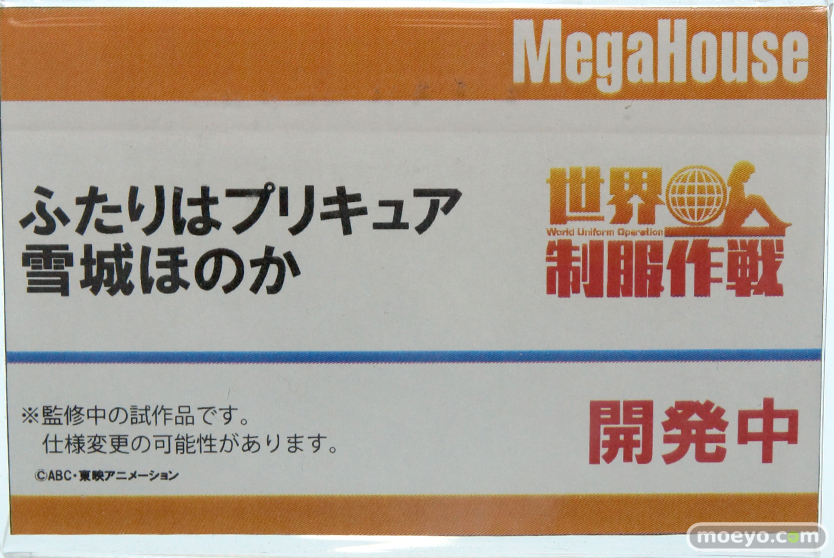 MegaHouse
ふたりはプリキュア
雪城ほのか
世界
World Uniform Operation
制服作戦
※監修中の試作品です。
仕様変更の可能性があります。
開発中
©ABC・東映アニメーション
moeyo.com